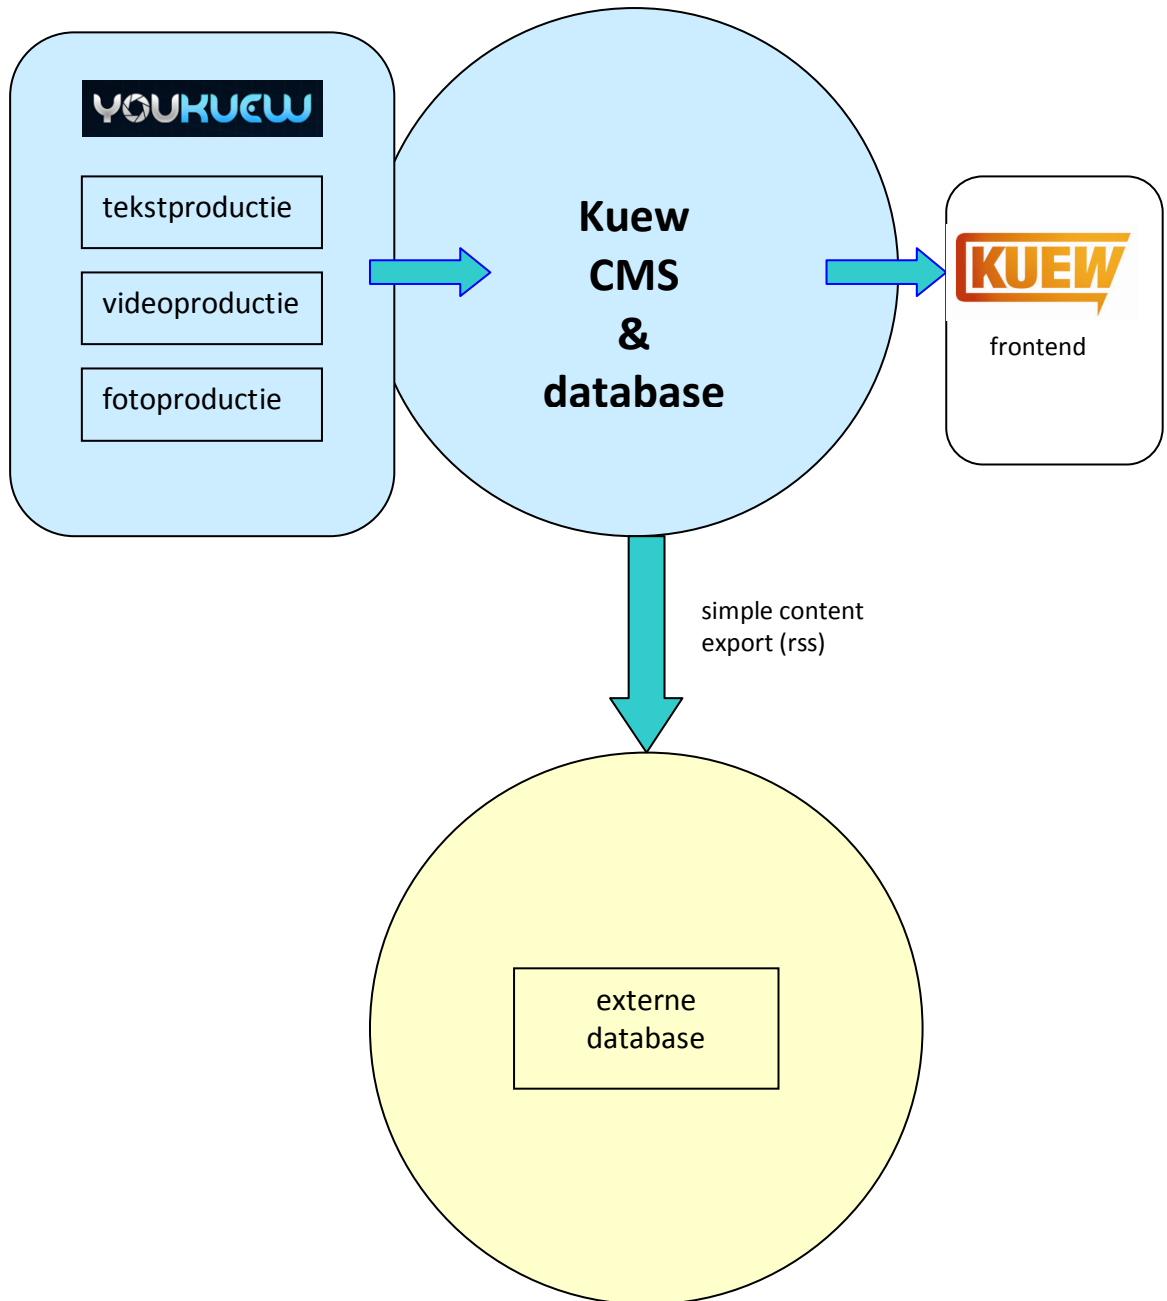 YOUKUEW
tekstproductie
videoproductie
fotoproductie
Kuew
CMS
&
database
KUEW
frontend
simple content
export (rss)
externe
database